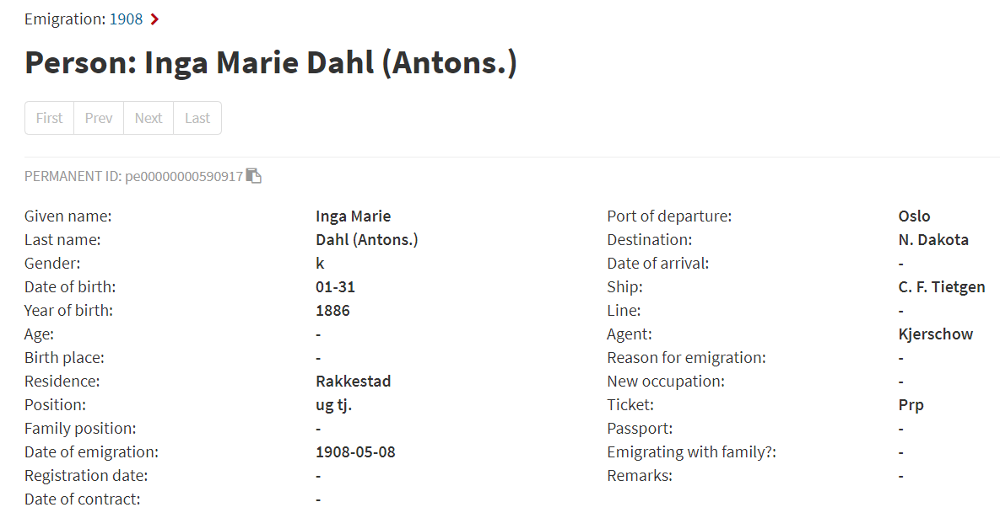 Emigration: 1908
Person: Inga Marie Dahl (Antons.)
First Prev Next Last
PERMANENT ID: pe00000000590917
Given name: Inga Marie
Last name: Dahl (Antons.)
Gender: k
Date of birth: 01-31
Year of birth: 1886
Age: -
Birth place: -
Residence: Rakkestad
Position: ug tj.
Family position: -
Date of emigration: 1908-05-08
Registration date: -
Date of contract: -
Port of departure: Oslo
Destination: N. Dakota
Date of arrival: -
Ship: C. F. Tietgen
Line: -
Agent: Kjerschow
Reason for emigration: -
New occupation: -
Ticket: Prp
Passport: -
Emigrating with family?: -
Remarks: -